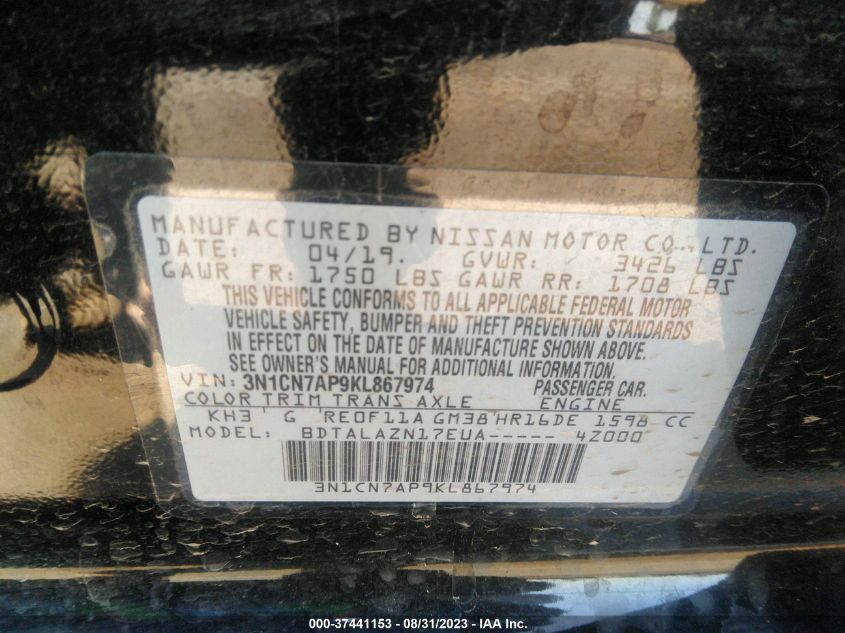 MANUFACTURED BY NISSAN MOTOR CO., LTD.
DATE: 04/19. GVWR: 3426 LBS
GAWR FR: 1750 LBS GAWR RR: 1708 LBS
THIS VEHICLE CONFORMS TO ALL APPLICABLE FEDERAL MOTOR
VEHICLE SAFETY, BUMPER AND THEFT PREVENTION STANDARDS
IN EFFECT ON THE DATE OF MANUFACTURE SHOWN ABOVE.
SEE OWNER'S MANUAL FOR ADDITIONAL INFORMATION.
VIN: 3N1CN7AP9KL867974 PASSENGER CAR.
COLOR TRIM TRANS AXLE ENGINE
KH3 ' G 'RE0F11A GM38'HR16DE 1598 CC
MODEL: BDTALAZN17EUA----- 4Z000
3N1CN7AP9KL867974
000-37441153 - 08/31/2023 - IAA Inc.